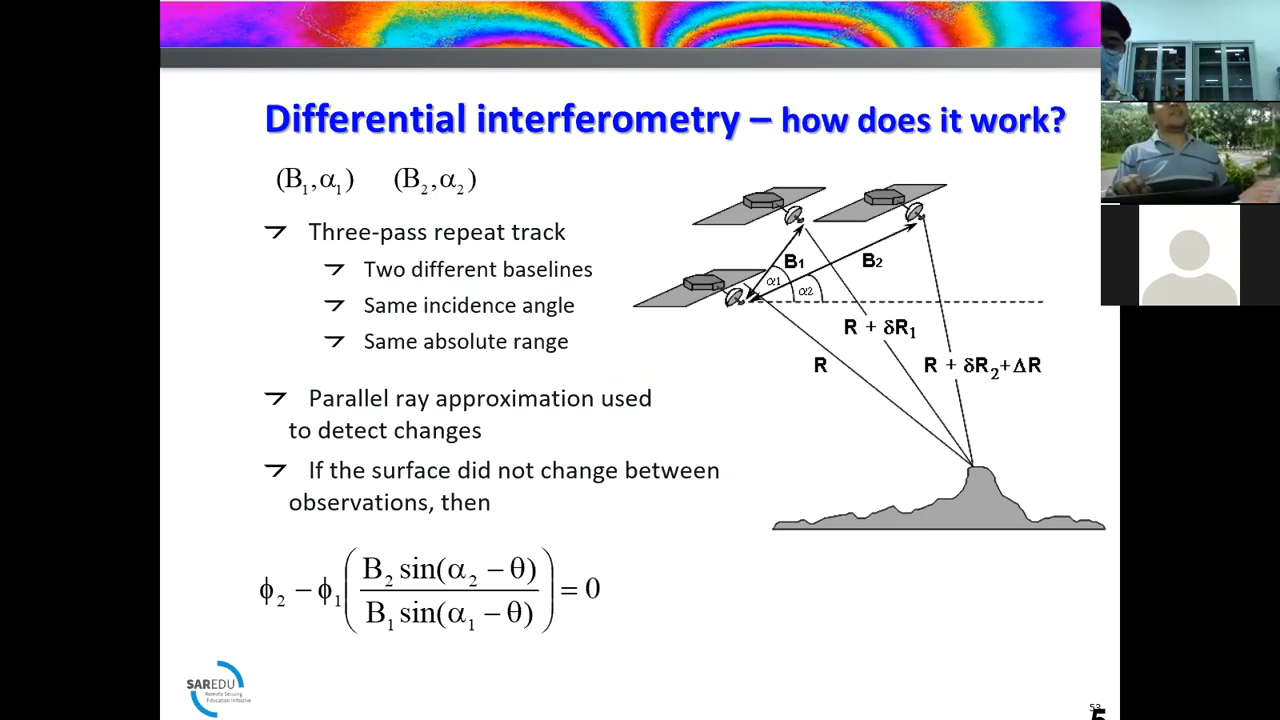 Differential interferometry – how does it work?
(B₁,α₁) (B₂,α₂)
Three-pass repeat track
Two different baselines
Same incidence angle
Same absolute range
Parallel ray approximation used
to detect changes
If the surface did not change between
observations, then
ϕ₂ − ϕ₁ ( B₂ sin(α₂ − θ) / B₁ sin(α₁ − θ) ) = 0
B₁
B₂
α1
α2
R + δR₁
R
R + δR₂+ΔR
SAREDU
Remote Sensing
Education Initiative
53